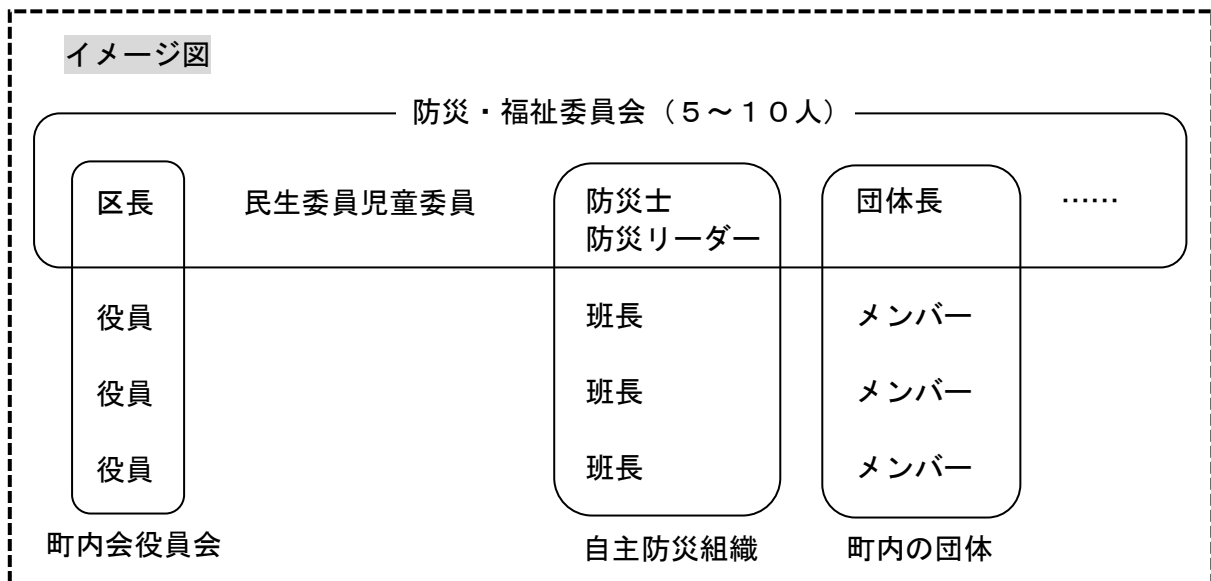 イメージ図
防災・福祉委員会（５～１０人）
区長 民生委員児童委員 防災士 団体長 ……
防災リーダー
役員 班長 メンバー
役員 班長 メンバー
役員 班長 メンバー
町内会役員会 自主防災組織 町内の団体